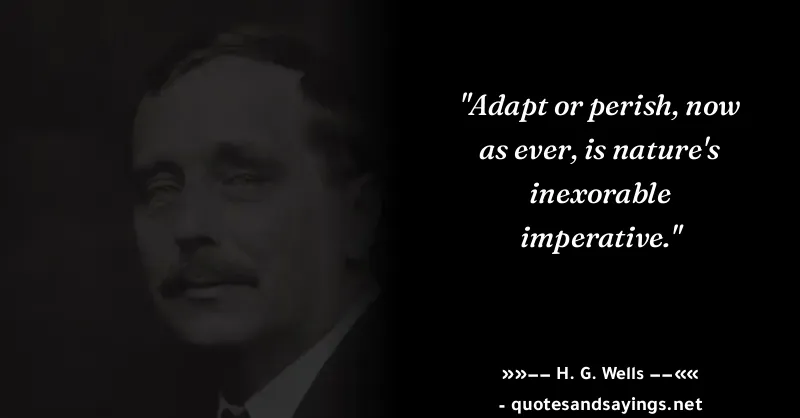 "Adapt or perish, now
as ever, is nature's
inexorable
imperative."
»»–– H. G. Wells ––««
- quotesandsayings.net